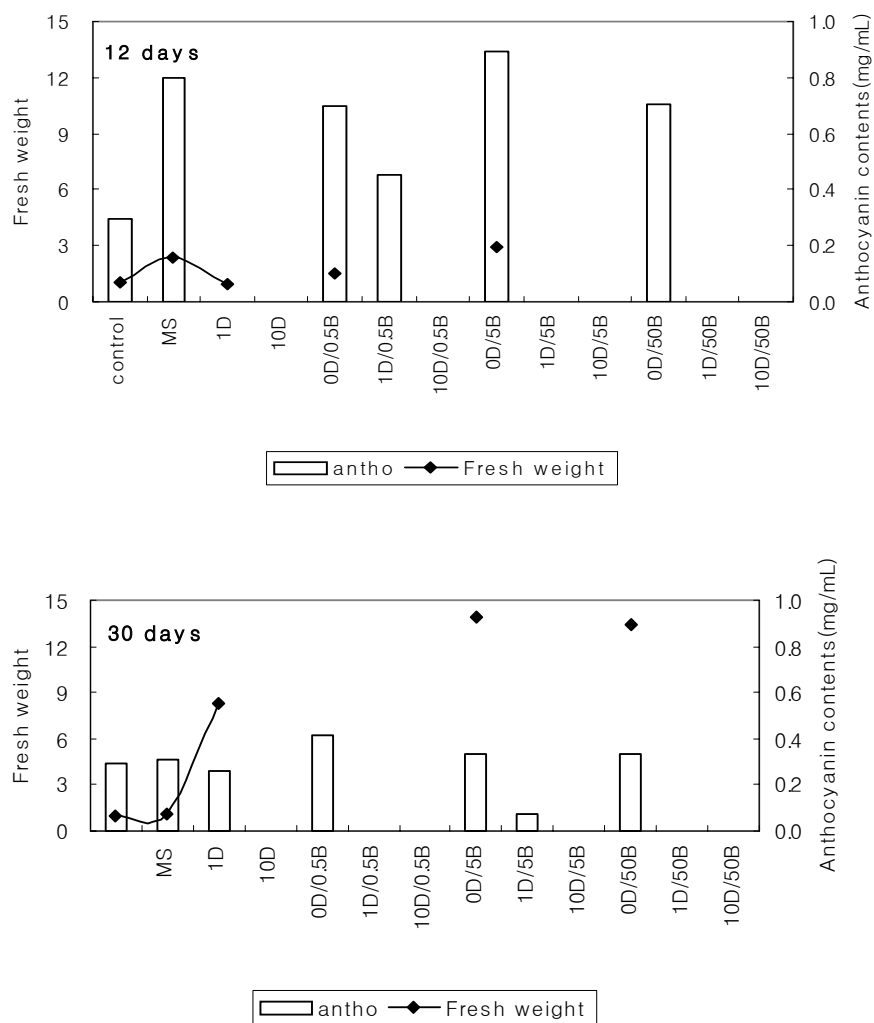 12 days
Fresh weight
15
12
9
6
3
0
1.0
0.8
0.6
0.4
0.2
0.0
Anthocyanin contents(mg/mL)
control
MS
1D
10D
0D/0.5B
1D/0.5B
10D/0.5B
0D/5B
1D/5B
10D/5B
0D/50B
1D/50B
10D/50B
antho
Fresh weight
30 days
Fresh weight
15
12
9
6
3
0
1.0
0.8
0.6
0.4
0.2
0.0
Anthocyanin contents(mg/mL)
MS
1D
10D
0D/0.5B
1D/0.5B
10D/0.5B
0D/5B
1D/5B
10D/5B
0D/50B
1D/50B
10D/50B
antho
Fresh weight